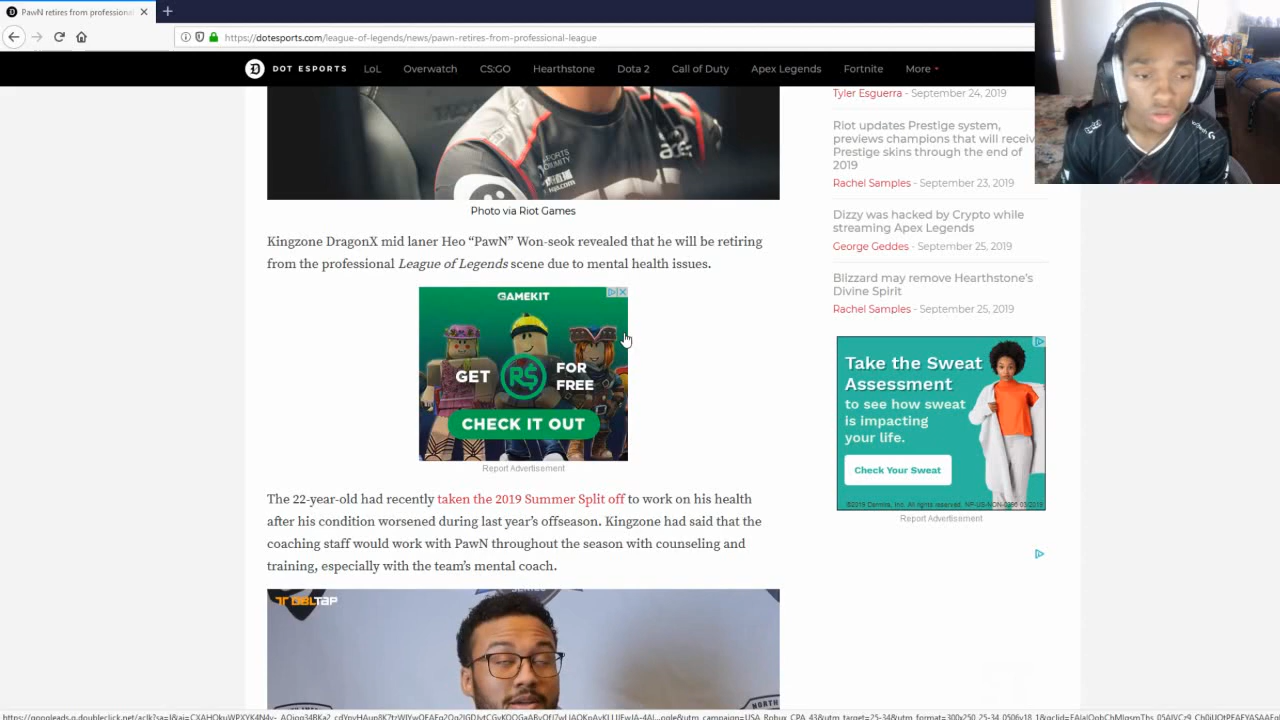 PawN retires from professional
https://dotesports.com/league-of-legends/news/pawn-retires-from-professional-league
DOT ESPORTS LoL Overwatch CS:GO Hearthstone Dota 2 Call of Duty Apex Legends Fortnite More
acer
Photo via Riot Games
Kingzone DragonX mid laner Heo “PawN” Won-seok revealed that he will be retiring
from the professional League of Legends scene due to mental health issues.
GAMEKIT
GET R$ FOR FREE
CHECK IT OUT
Report Advertisement
The 22-year-old had recently taken the 2019 Summer Split off to work on his health
after his condition worsened during last year’s offseason. Kingzone had said that the
coaching staff would work with PawN throughout the season with counseling and
training, especially with the team’s mental coach.
Tyler Esguerra - September 24, 2019
Riot updates Prestige system,
previews champions that will receiv
Prestige skins through the end of
2019
Rachel Samples - September 23, 2019
Dizzy was hacked by Crypto while
streaming Apex Legends
George Geddes - September 25, 2019
Blizzard may remove Hearthstone’s
Divine Spirit
Rachel Samples - September 25, 2019
Take the Sweat
Assessment
to see how sweat
is impacting
your life.
Check Your Sweat
Report Advertisement